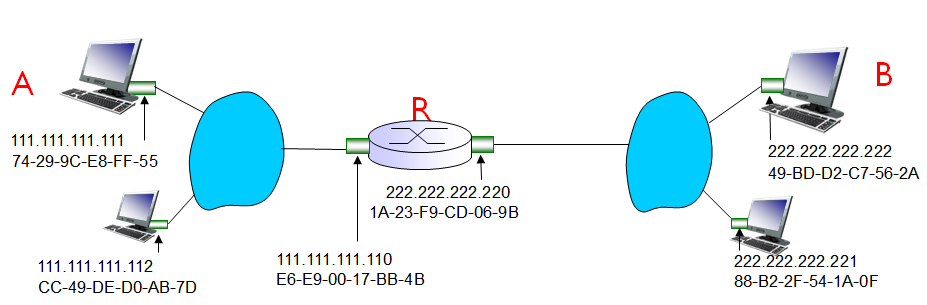 A
R
B
111.111.111.111
74-29-9C-E8-FF-55
111.111.111.112
CC-49-DE-D0-AB-7D
111.111.111.110
E6-E9-00-17-BB-4B
222.222.222.220
1A-23-F9-CD-06-9B
222.222.222.222
49-BD-D2-C7-56-2A
222.222.222.221
88-B2-2F-54-1A-0F